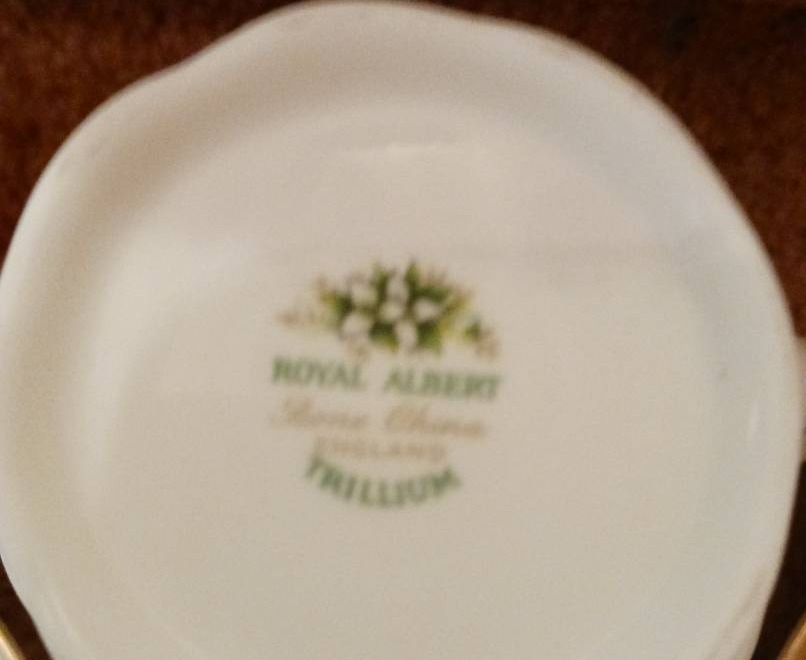 ROYAL ALBERT
Bone China
ENGLAND
TRILLIUM